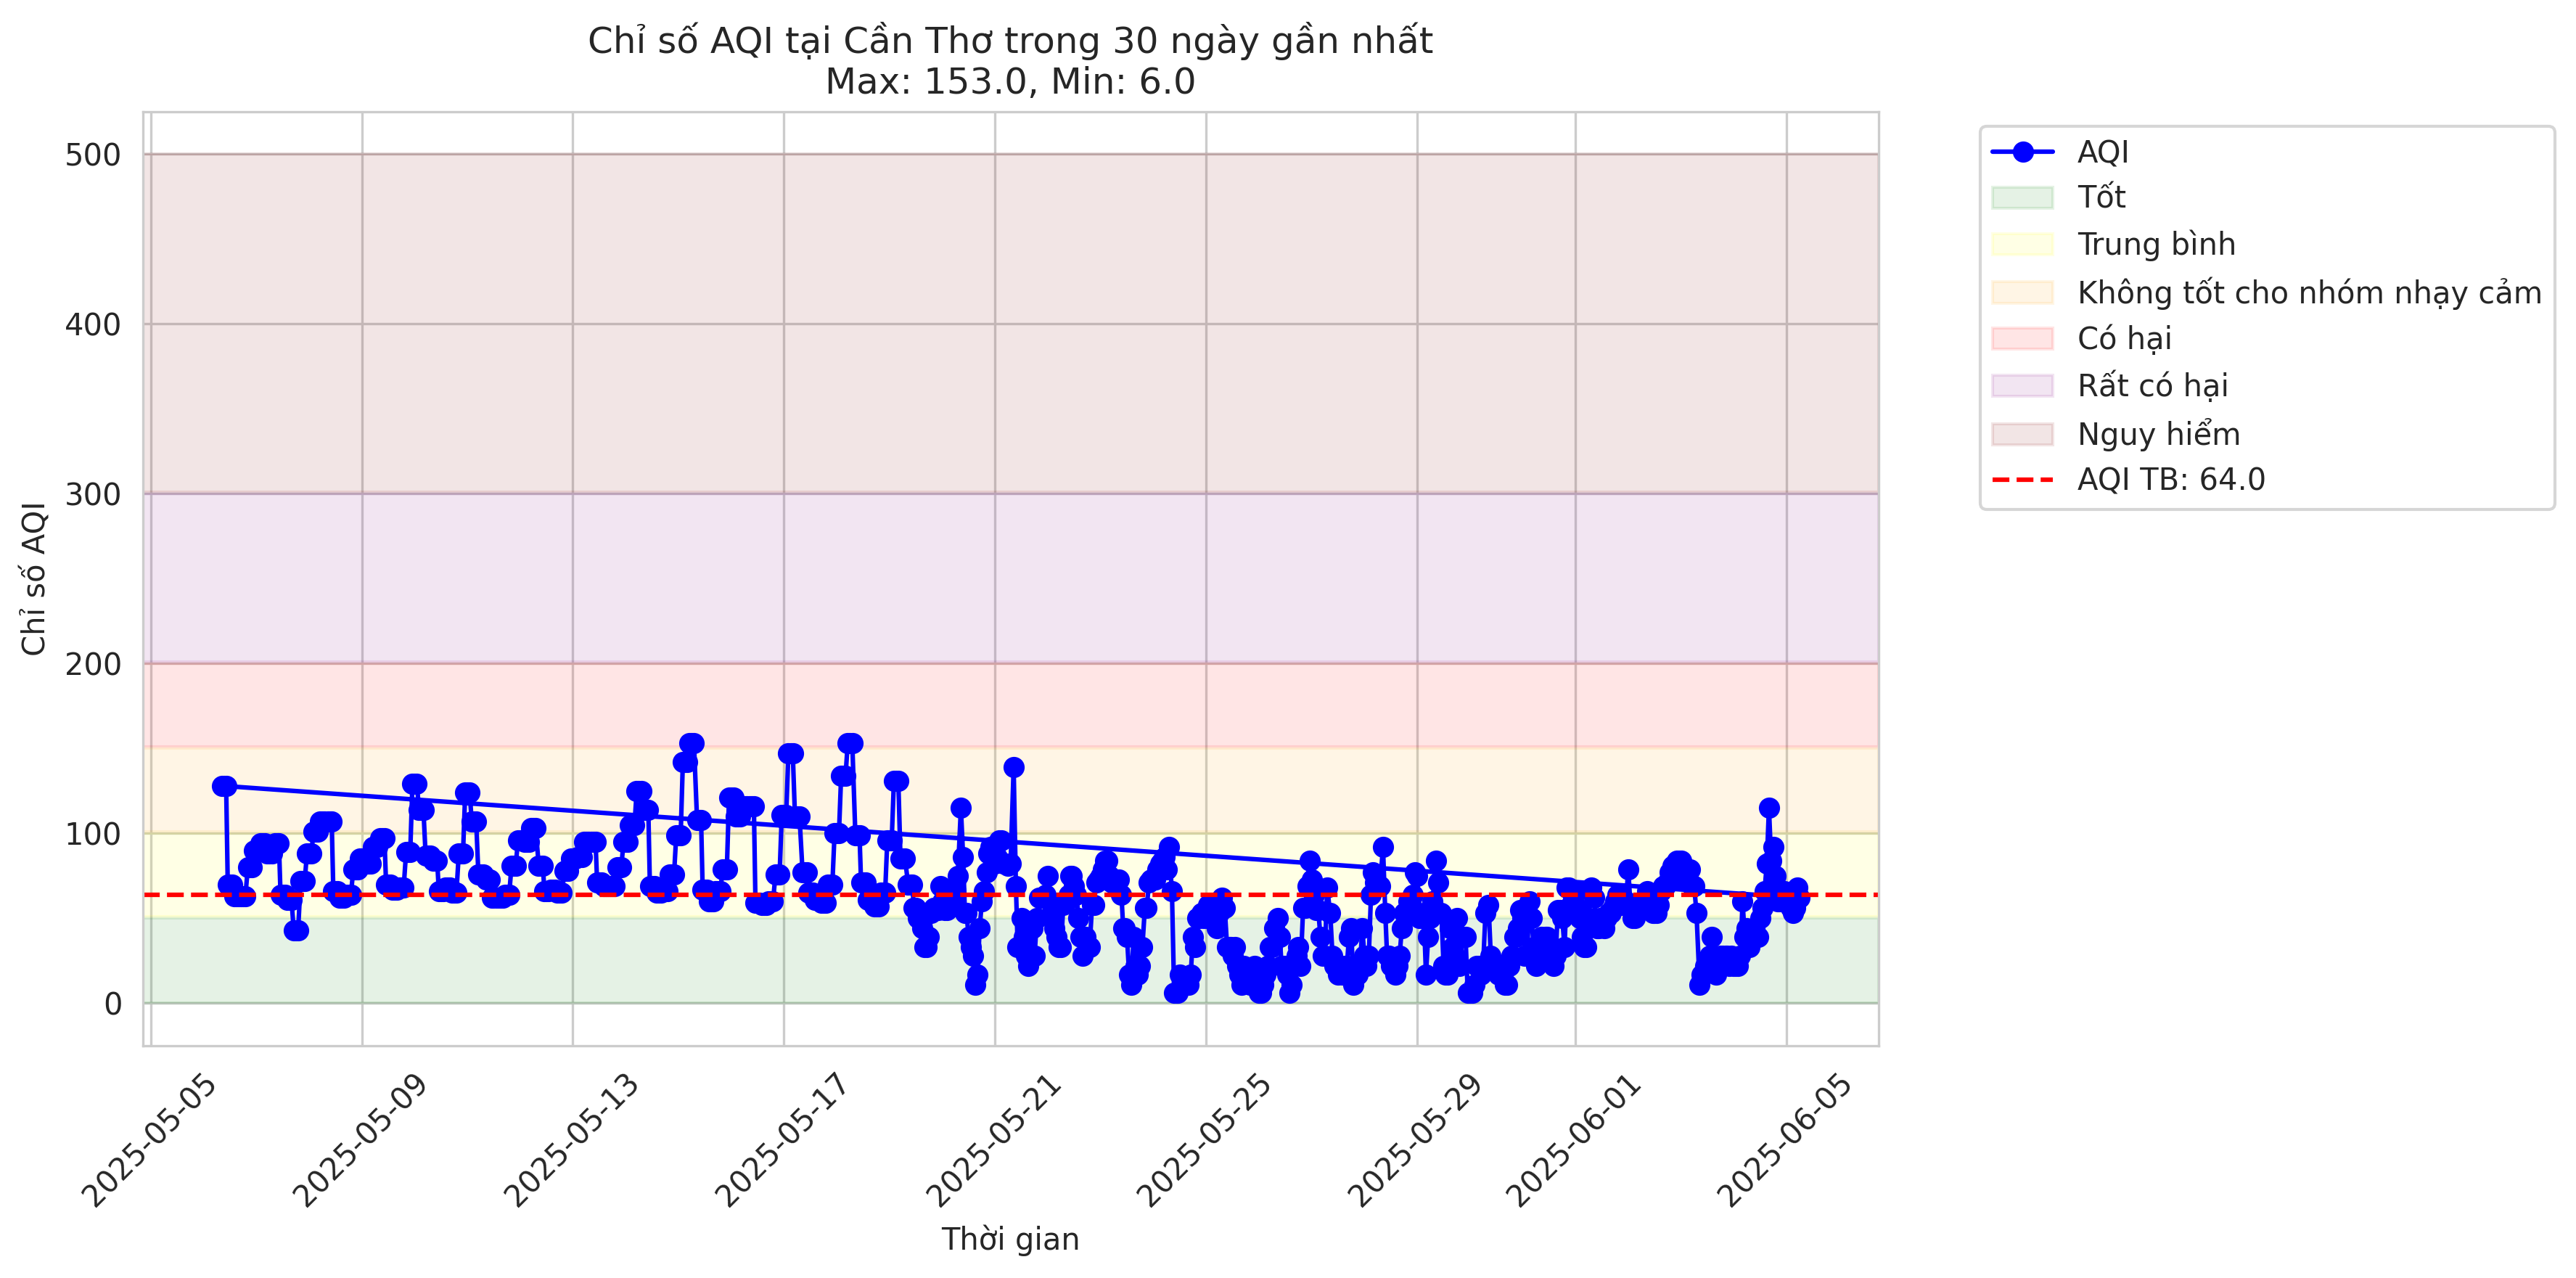 Chỉ số AQI tại Cần Thơ trong 30 ngày gần nhất
Max: 153.0, Min: 6.0
Chỉ số AQI
500
400
300
200
100
0
2025-05-05
2025-05-09
2025-05-13
2025-05-17
2025-05-21
2025-05-25
2025-05-29
2025-06-01
2025-06-05
Thời gian
AQI
Tốt
Trung bình
Không tốt cho nhóm nhạy cảm
Có hại
Rất có hại
Nguy hiểm
AQI TB: 64.0